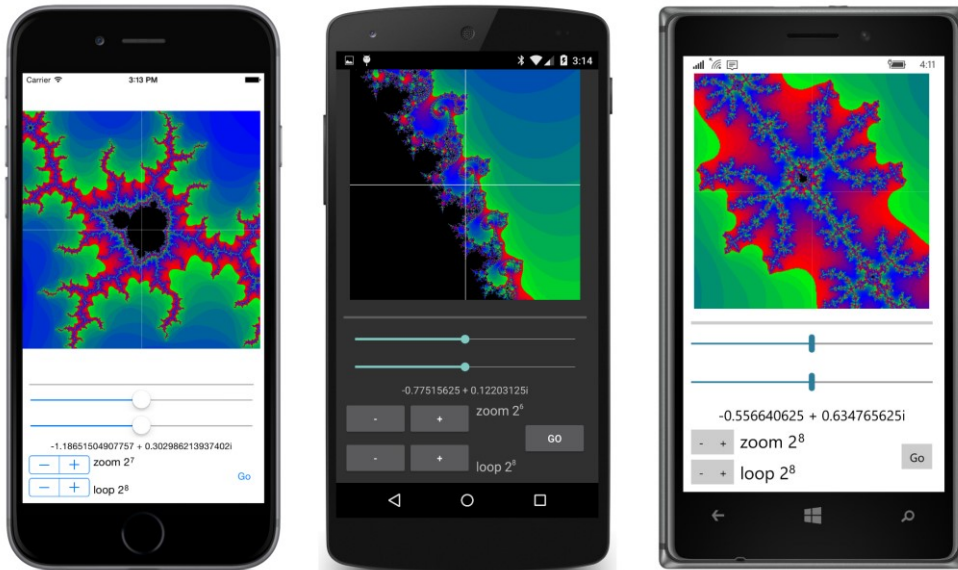 Carrier 3:13 PM
-1.18651504907757 + 0.302986213937402i
− + zoom 2⁷
− + loop 2⁸
Go
3:14
-0.77515625 + 0.12203125i
- + zoom 2⁶
GO
- + loop 2⁸
4:11
-0.556640625 + 0.634765625i
- + zoom 2⁸
Go
- + loop 2⁸